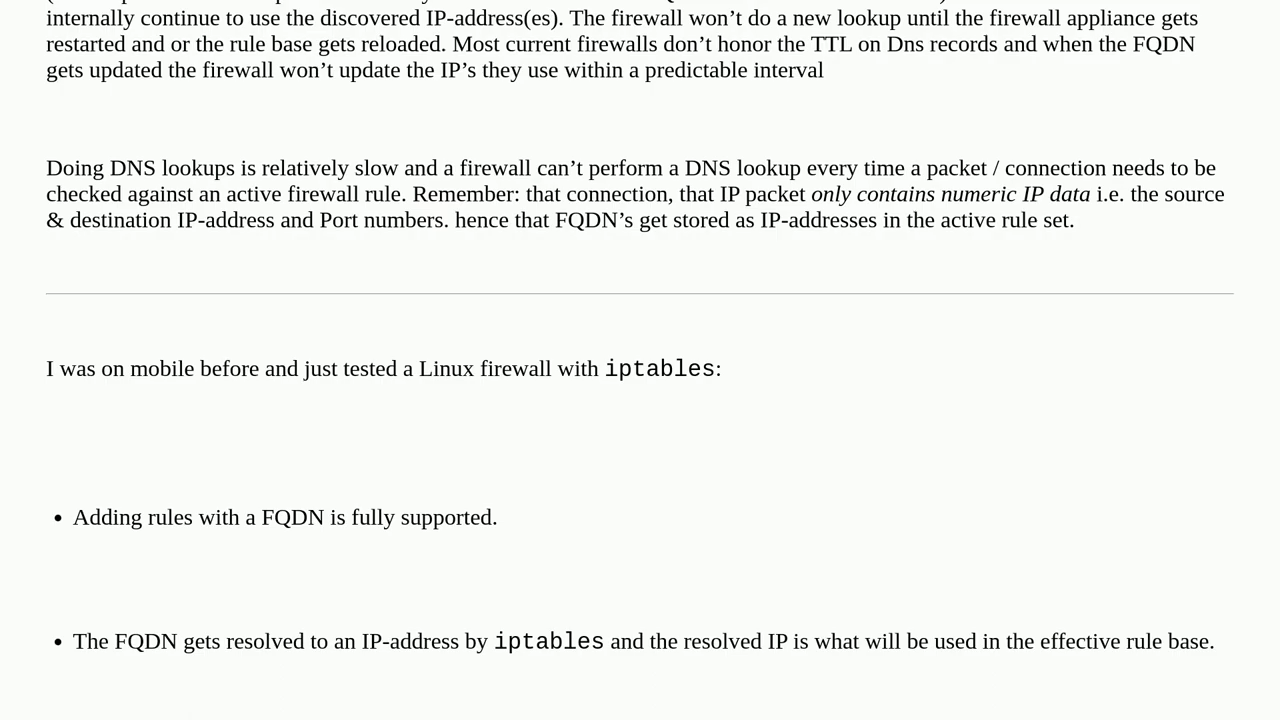 internally continue to use the discovered IP-address(es). The firewall won’t do a new lookup until the firewall appliance gets
restarted and or the rule base gets reloaded. Most current firewalls don’t honor the TTL on Dns records and when the FQDN
gets updated the firewall won’t update the IP’s they use within a predictable interval
Doing DNS lookups is relatively slow and a firewall can’t perform a DNS lookup every time a packet / connection needs to be
checked against an active firewall rule. Remember: that connection, that IP packet only contains numeric IP data i.e. the source
& destination IP-address and Port numbers. hence that FQDN’s get stored as IP-addresses in the active rule set.
I was on mobile before and just tested a Linux firewall with iptables:
• Adding rules with a FQDN is fully supported.
• The FQDN gets resolved to an IP-address by iptables and the resolved IP is what will be used in the effective rule base.